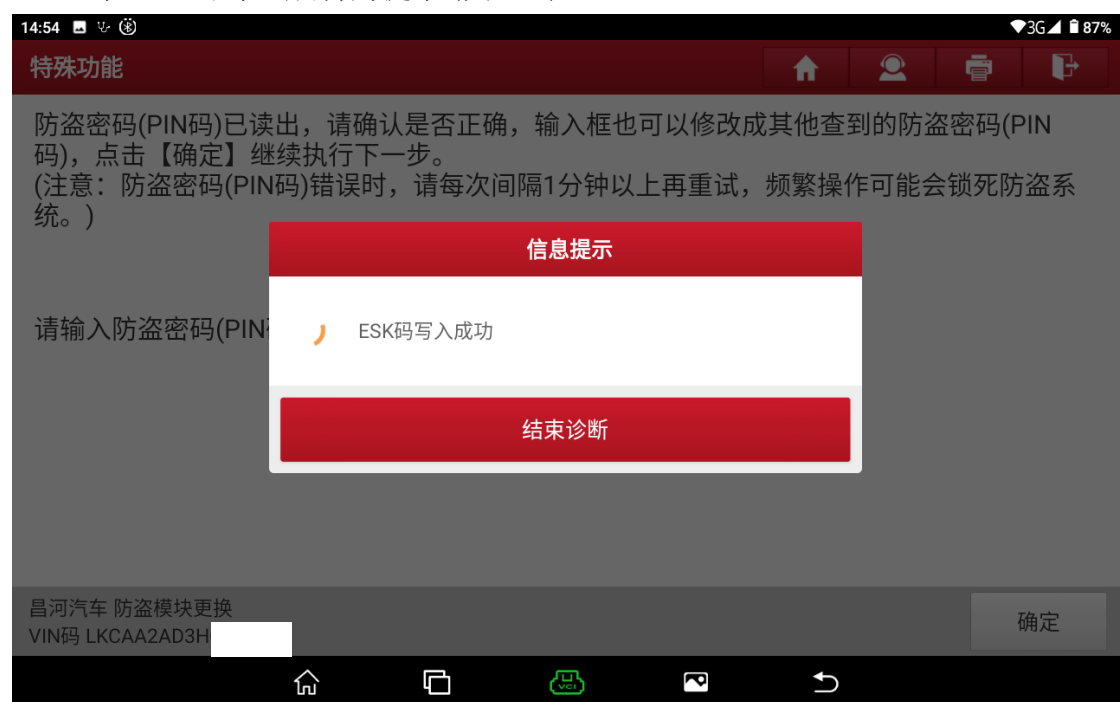 14:54
3G
87%
特殊功能
防盗密码(PIN码)已读出，请确认是否正确，输入框也可以修改成其他查到的防盗密码(PIN
码)，点击【确定】继续执行下一步。
(注意：防盗密码(PIN码)错误时，请每次间隔1分钟以上再重试，频繁操作可能会锁死防盗系
统。)
信息提示
请输入防盗密码(PIN
ESK码写入成功
结束诊断
昌河汽车 防盗模块更换
VIN码 LKCAA2AD3H
确定
VCI